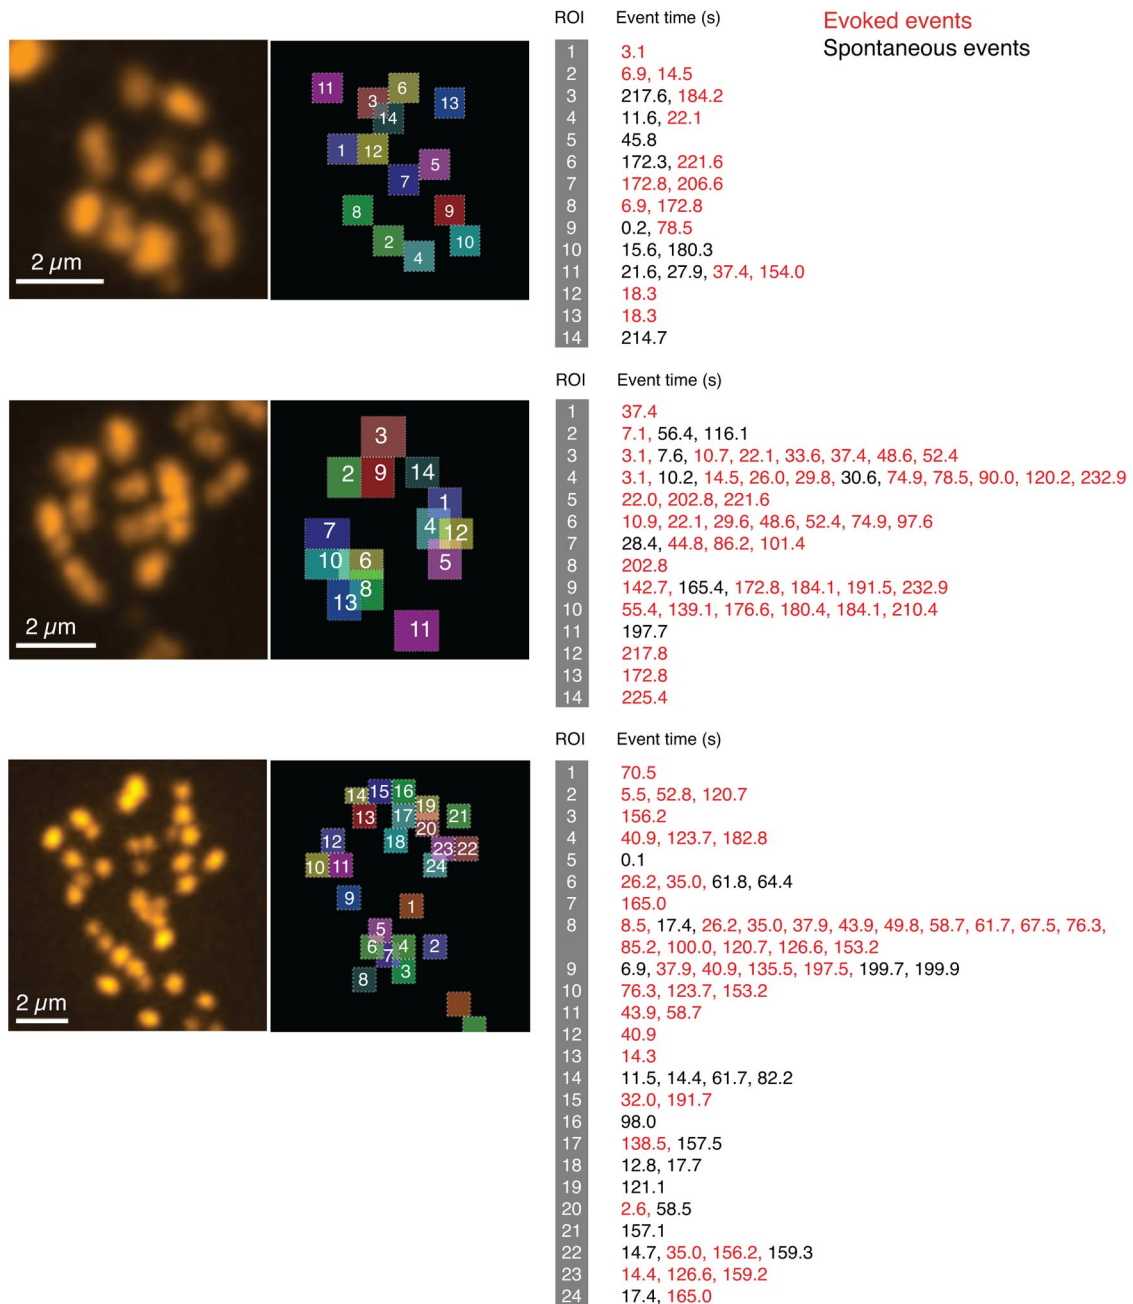 ROI Event time (s) Evoked events
Spontaneous events
1 3.1
2 6.9, 14.5
3 217.6, 184.2
4 11.6, 22.1
5 45.8
6 172.3, 221.6
7 172.8, 206.6
8 6.9, 172.8
9 0.2, 78.5
10 15.6, 180.3
11 21.6, 27.9, 37.4, 154.0
12 18.3
13 18.3
14 214.7
2 µm
11 6 13
3
14
1 12 5
7
8 9
2 10
4
ROI Event time (s)
1 37.4
2 7.1, 56.4, 116.1
3 3.1, 7.6, 10.7, 22.1, 33.6, 37.4, 48.6, 52.4
4 3.1, 10.2, 14.5, 26.0, 29.8, 30.6, 74.9, 78.5, 90.0, 120.2, 232.9
5 22.0, 202.8, 221.6
6 10.9, 22.1, 29.6, 48.6, 52.4, 74.9, 97.6
7 28.4, 44.8, 86.2, 101.4
8 202.8
9 142.7, 165.4, 172.8, 184.1, 191.5, 232.9
10 55.4, 139.1, 176.6, 180.4, 184.1, 210.4
11 197.7
12 217.8
13 172.8
14 225.4
2 µm
3
2 9 14
1
7 4 12
10 6 5
8
13
11
ROI Event time (s)
1 70.5
2 5.5, 52.8, 120.7
3 156.2
4 40.9, 123.7, 182.8
5 0.1
6 26.2, 35.0, 61.8, 64.4
7 165.0
8 8.5, 17.4, 26.2, 35.0, 37.9, 43.9, 49.8, 58.7, 61.7, 67.5, 76.3,
85.2, 100.0, 120.7, 126.6, 153.2
9 6.9, 37.9, 40.9, 135.5, 197.5, 199.7, 199.9
10 76.3, 123.7, 153.2
11 43.9, 58.7
12 40.9
13 14.3
14 11.5, 14.4, 61.7, 82.2
15 32.0, 191.7
16 98.0
17 138.5, 157.5
18 12.8, 17.7
19 121.1
20 2.6, 58.5
21 157.1
22 14.7, 35.0, 156.2, 159.3
23 14.4, 126.6, 159.2
24 17.4, 165.0
2 µm
14 15 16
19
13 17 21
20
12 18 23 22
10 11 24
9 1
5
6 4 2
7
8 3